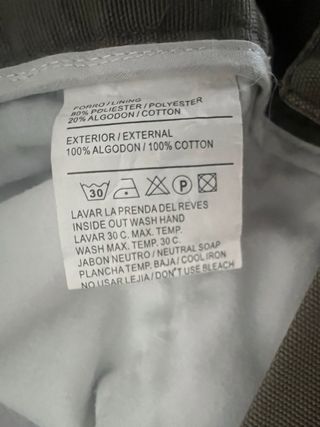 FORRO / LINING
80% POLIESTER / POLYESTER
20% ALGODON / COTTON
EXTERIOR / EXTERNAL
100% ALGODON / 100% COTTON
30 P
LAVAR LA PRENDA DEL REVES
INSIDE OUT WASH HAND
LAVAR 30 C. MAX. TEMP.
WASH MAX. TEMP. 30 C.
JABON NEUTRO / NEUTRAL SOAP
PLANCHA TEMP. BAJA / COOL IRON
NO USAR LEJIA / DON'T USE BLEACH